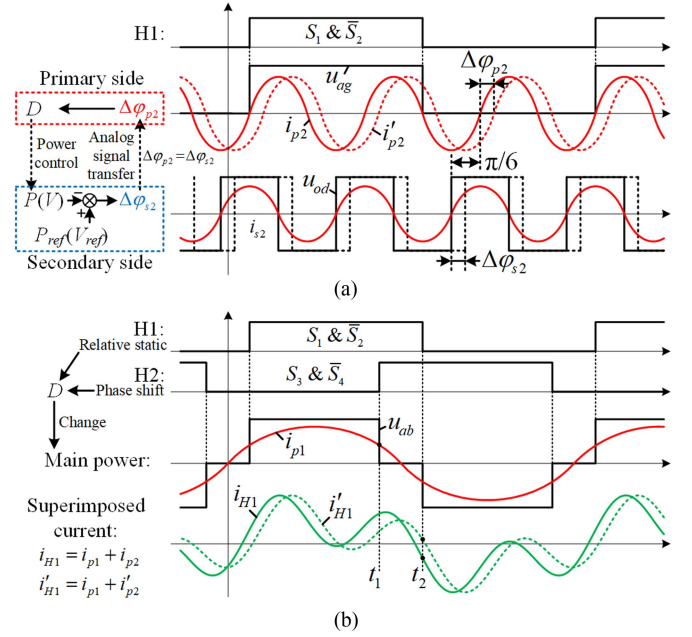 H1:
S₁ & S̅₂
Primary side
u′ag
Δφp2
D
Δφp2
ip2
i′p2
Power control
Analog signal transfer
Δφp2=Δφs2
π/6
uod
P(V)
−
+
Δφs2
is2
Pref(Vref)
Secondary side
Δφs2
(a)
H1:
S₁ & S̅₂
Relative static
H2:
S₃ & S̅₄
D
Phase shift
Change
uab
ip1
Main power:
Superimposed
current:
iH1
i′H1
iH1 = ip1 + ip2
i′H1 = ip1 + i′p2
t₁
t₂
(b)